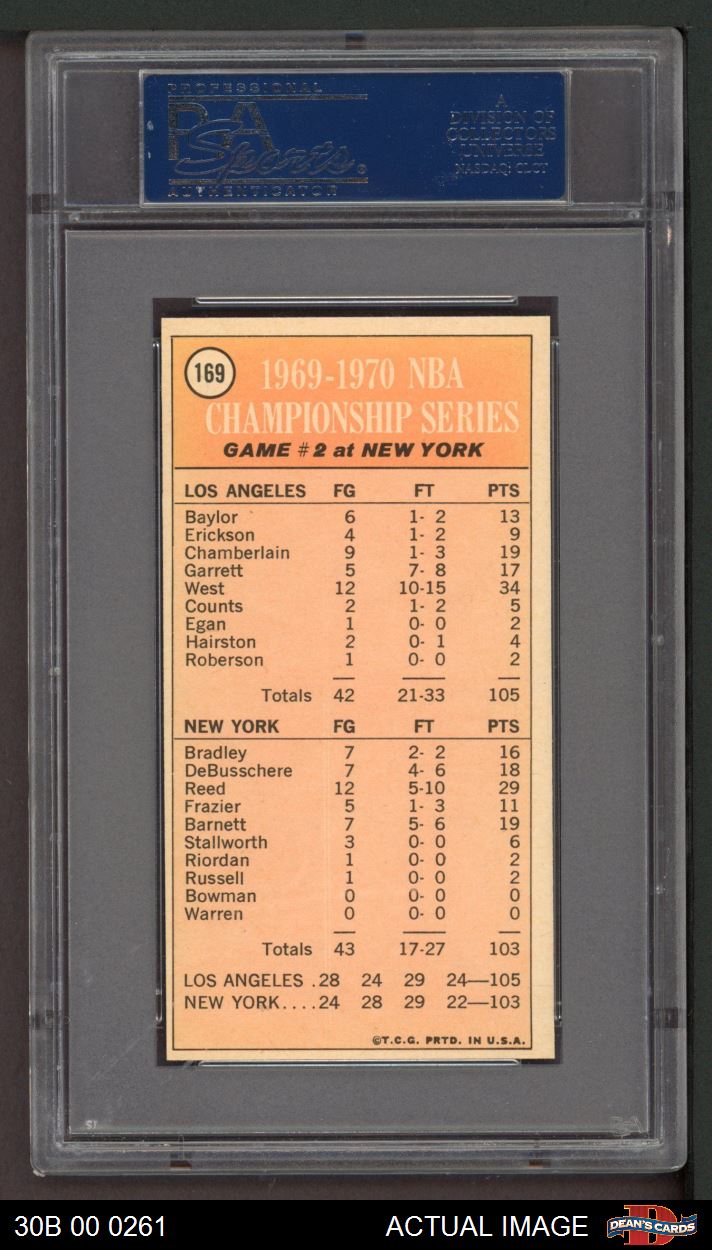 PROFESSIONAL
PSA
Sports
AUTHENTICATOR
A
DIVISION OF
COLLECTORS
UNIVERSE
NASDAQ: CLCT
169
1969-1970 NBA
CHAMPIONSHIP SERIES
GAME #2 at NEW YORK
LOS ANGELES FG FT PTS
Baylor 6 1- 2 13
Erickson 4 1- 2 9
Chamberlain 9 1- 3 19
Garrett 5 7- 8 17
West 12 10-15 34
Counts 2 1- 2 5
Egan 1 0- 0 2
Hairston 2 0- 1 4
Roberson 1 0- 0 2
Totals 42 21-33 105
NEW YORK FG FT PTS
Bradley 7 2- 2 16
DeBusschere 7 4- 6 18
Reed 12 5-10 29
Frazier 5 1- 3 11
Barnett 7 5- 6 19
Stallworth 3 0- 0 6
Riordan 1 0- 0 2
Russell 1 0- 0 2
Bowman 0 0- 0 0
Warren 0 0- 0 0
Totals 43 17-27 103
LOS ANGELES .28 24 29 24—105
NEW YORK....24 28 29 22—103
©T.C.G. PRTD. IN U.S.A.
PSA
30B 00 0261 ACTUAL IMAGE DEAN'S CARDS